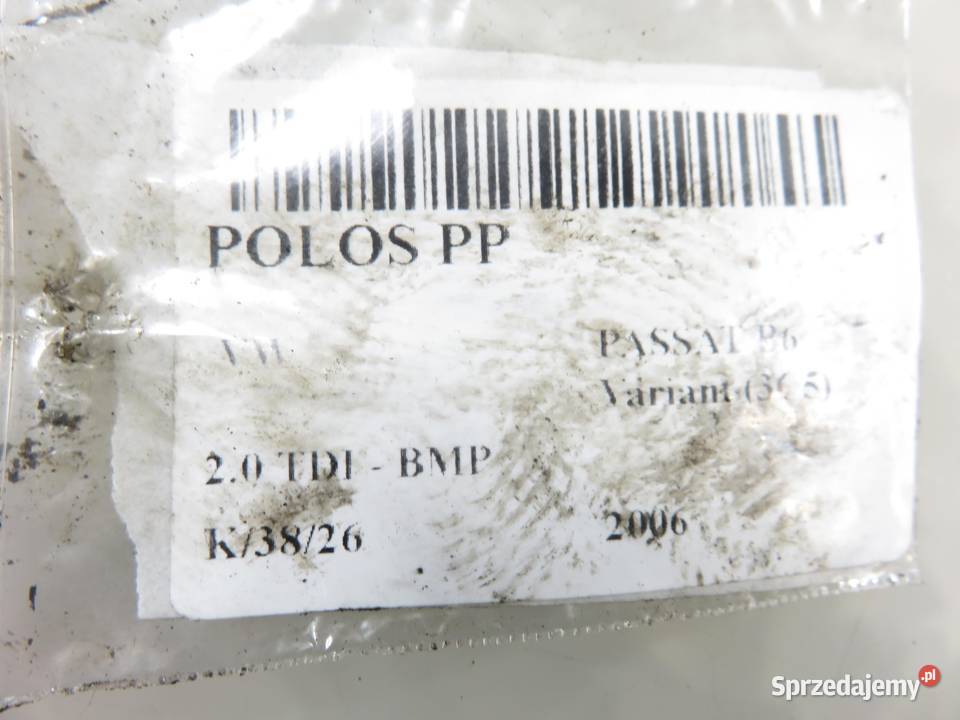 POLOS PP
VW PASSAT B6
Variant (3C5)
2.0 TDI - BMP
K/38/26 2006
Sprzedajemy.pl